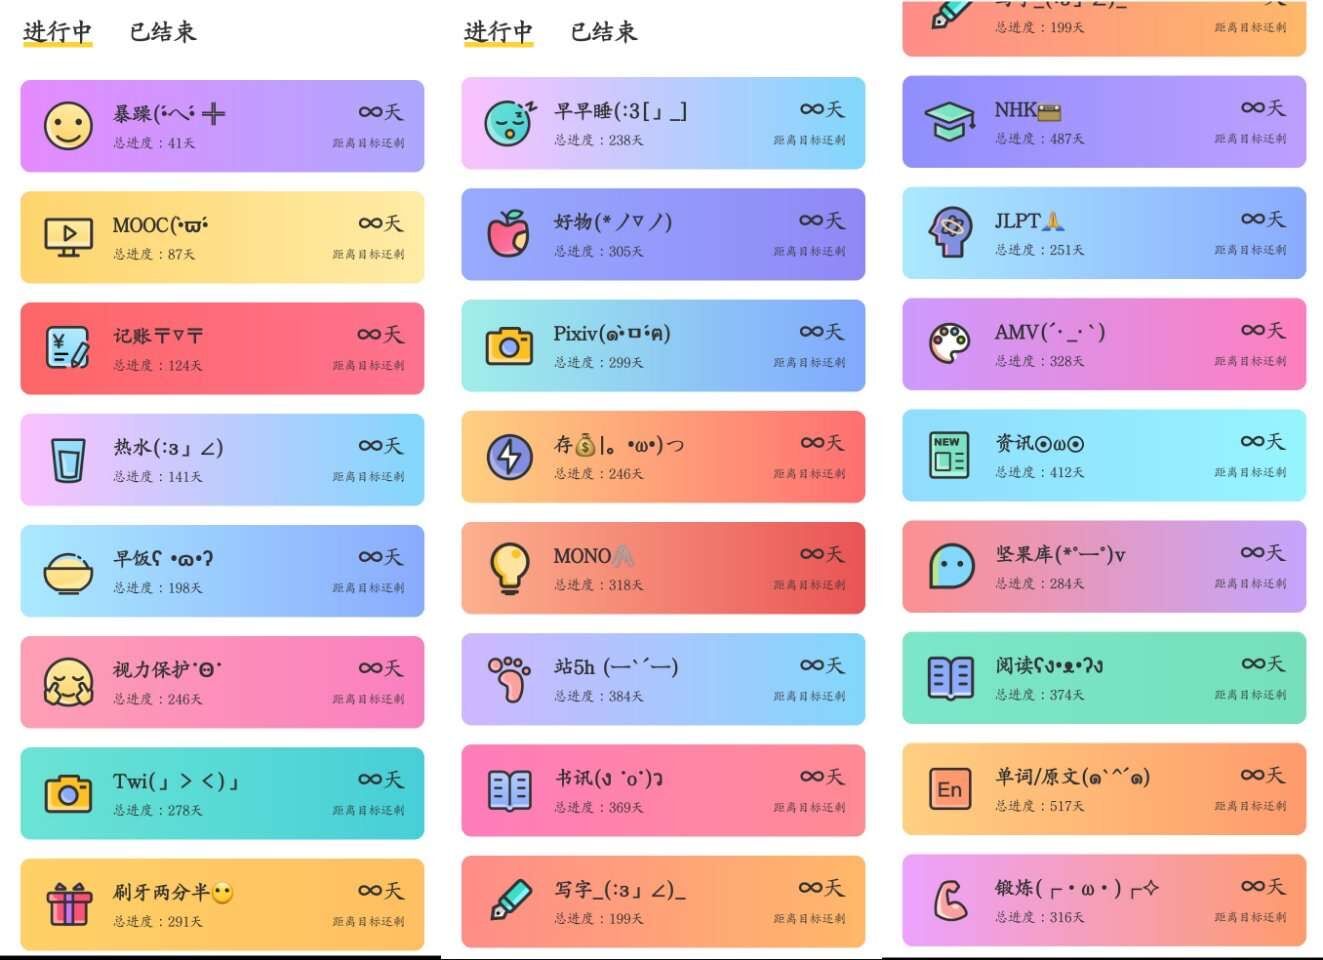 进行中 已结束
暴躁(•́へ•́ ╬
∞天
总进度：41天
距离目标还剩
MOOC(•̀ϖ•́
∞天
总进度：87天
距离目标还剩
记账〒▽〒
∞天
总进度：124天
距离目标还剩
热水(:з」∠)
∞天
总进度：141天
距离目标还剩
早饭ʕ •ɷ•ʔ
∞天
总进度：198天
距离目标还剩
视力保护˙Ꙫ˙
∞天
总进度：246天
距离目标还剩
Twi(」＞＜)」
∞天
总进度：278天
距离目标还剩
刷牙两分半😶
∞天
总进度：291天
距离目标还剩
进行中 已结束
早早睡(:3[」_]
∞天
总进度：238天
距离目标还剩
好物(*ノ▽ノ)
∞天
总进度：305天
距离目标还剩
Pixiv(๑•̀ㅁ•́ฅ)
∞天
总进度：299天
距离目标还剩
存💰|。•ω•)っ
∞天
总进度：246天
距离目标还剩
MONO🖇
∞天
总进度：318天
距离目标还剩
站5h (一`´一)
∞天
总进度：384天
距离目标还剩
书讯(ง ˙o˙)ว
∞天
总进度：369天
距离目标还剩
写字_(:з」∠)_
∞天
总进度：199天
距离目标还剩
写字_(:з」∠)_
总进度：199天
距离目标还剩
NHK📻
∞天
总进度：487天
距离目标还剩
JLPT🙏
∞天
总进度：251天
距离目标还剩
AMV(´･_･`)
∞天
总进度：328天
距离目标还剩
NEW
资讯⊙ω⊙
∞天
总进度：412天
距离目标还剩
坚果库(*°—°)v
∞天
总进度：284天
距离目标还剩
阅读ʕง•ᴥ•ʔง
∞天
总进度：374天
距离目标还剩
En
单词/原文(๑`^´๑)
∞天
总进度：517天
距离目标还剩
锻炼(┌・ω・)┌✧
∞天
总进度：316天
距离目标还剩